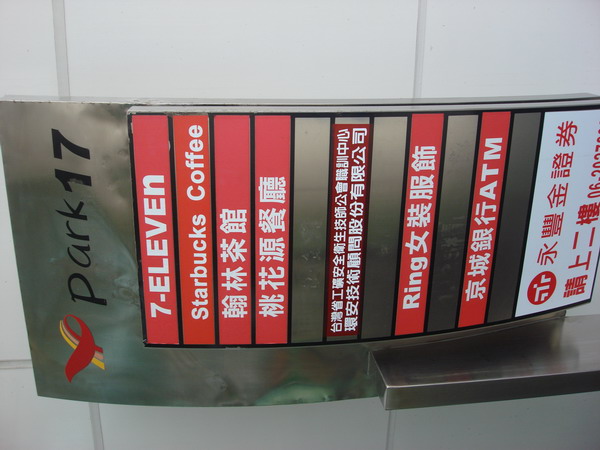 Park17
7-ELEVEn
Starbucks Coffee
翰林茶館
桃花源餐廳
台灣省工礦安全衛生技師公會職訓中心
環安技術顧問股份有限公司
Ring女裝服飾
京城銀行ATM
永豐金證券
請上二樓